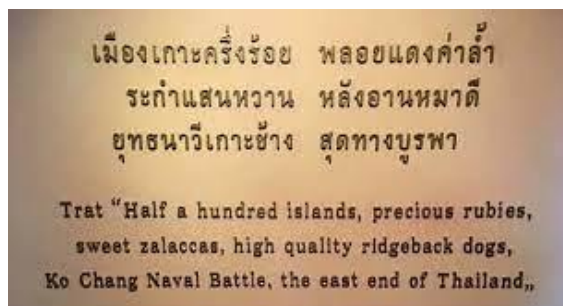 เมืองเกาะครึ่งร้อย พลอยแดงค่าล้ำ
ระกำแสนหวาน หลังอานหมาดี
ยุทธนาวีเกาะช้าง สุดทางบูรพา
Trat “Half a hundred islands, precious rubies,
sweet zalaccas, high quality ridgeback dogs,
Ko Chang Naval Battle, the east end of Thailand„